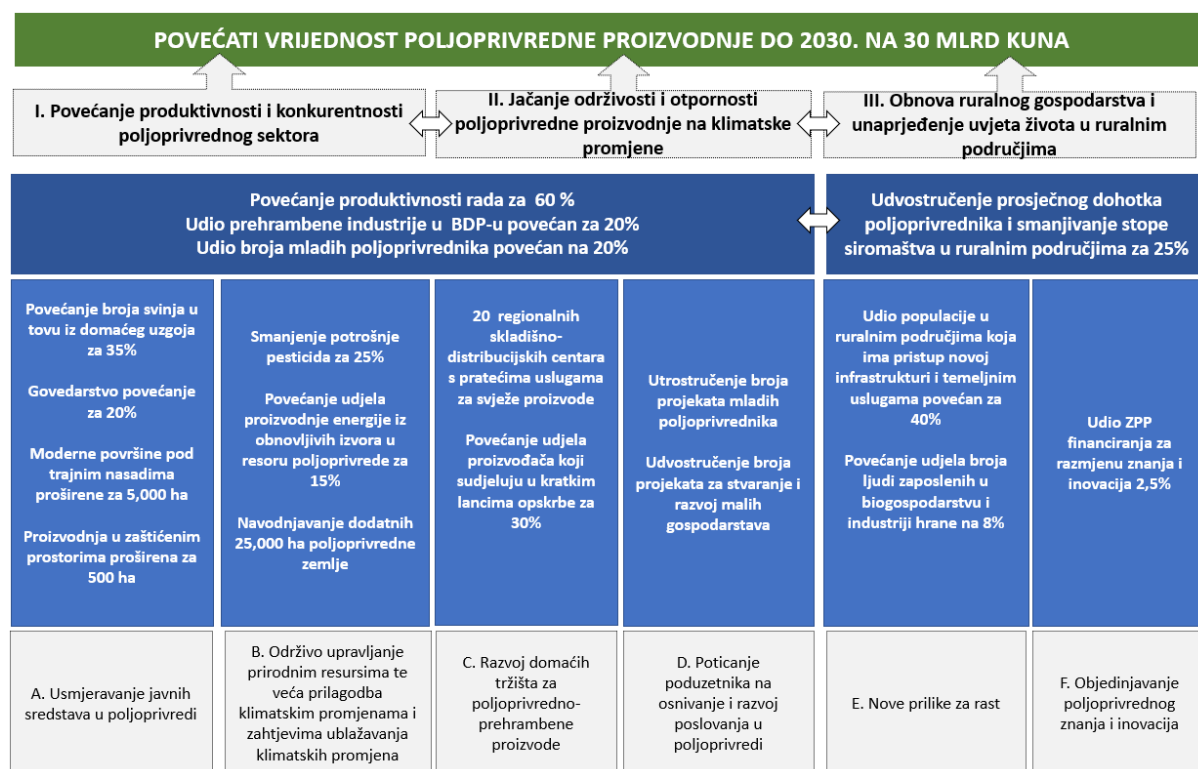 POVEĆATI VRIJEDNOST POLJOPRIVREDNE PROIZVODNJE DO 2030. NA 30 MLRD KUNA
I. Povećanje produktivnosti i konkurentnosti
poljoprivrednog sektora
II. Jačanje održivosti i otpornosti
poljoprivredne proizvodnje na klimatske
promjene
III. Obnova ruralnog gospodarstva i
unaprjeđenje uvjeta života u ruralnim
područjima
Povećanje produktivnosti rada za 60 %
Udio prehrambene industrije u BDP-u povećan za 20%
Udio broja mladih poljoprivrednika povećan na 20%
Udvostručenje prosječnog dohotka
poljoprivrednika i smanjivanje stope
siromaštva u ruralnim područjima za 25%
Povećanje broja svinja u
tovu iz domaćeg uzgoja
za 35%
Govedarstvo povećanje
za 20%
Moderne površine pod
trajnim nasadima
proširene za 5,000 ha
Proizvodnja u zaštićenim
prostorima proširena za
500 ha
Smanjenje potrošnje
pesticida za 25%
Povećanje udjela
proizvodnje energije iz
obnovljivih izvora u
resoru poljoprivrede za
15%
Navodnjavanje dodatnih
25,000 ha poljoprivredne
zemlje
20 regionalnih
skladišno-
distribucijskih centara
s pratećima uslugama
za svježe proizvode
Povećanje udjela
proizvođača koji
sudjeluju u kratkim
lancima opskrbe za
30%
Utrostručenje broja
projekata mladih
poljoprivrednika
Udvostručenje broja
projekata za stvaranje i
razvoj malih
gospodarstava
Udio populacije u
ruralnim područjima koja
ima pristup novoj
infrastrukturi i temeljnim
uslugama povećan za
40%
Povećanje udjela broja
ljudi zaposlenih u
biogospodarstvu i
industriji hrane na 8%
Udio ZPP
financiranja za
razmjenu znanja i
inovacija 2,5%
A. Usmjeravanje javnih
sredstava u poljoprivredi
B. Održivo upravljanje
prirodnim resursima te
veća prilagodba
klimatskim promjenama i
zahtjevima ublažavanja
klimatskih promjena
C. Razvoj domaćih
tržišta za
poljoprivredno-
prehrambene
proizvode
D. Poticanje
poduzetnika na
osnivanje i razvoj
poslovanja u
poljoprivredi
E. Nove prilike za rast
F. Objedinjavanje
poljoprivrednog
znanja i inovacija